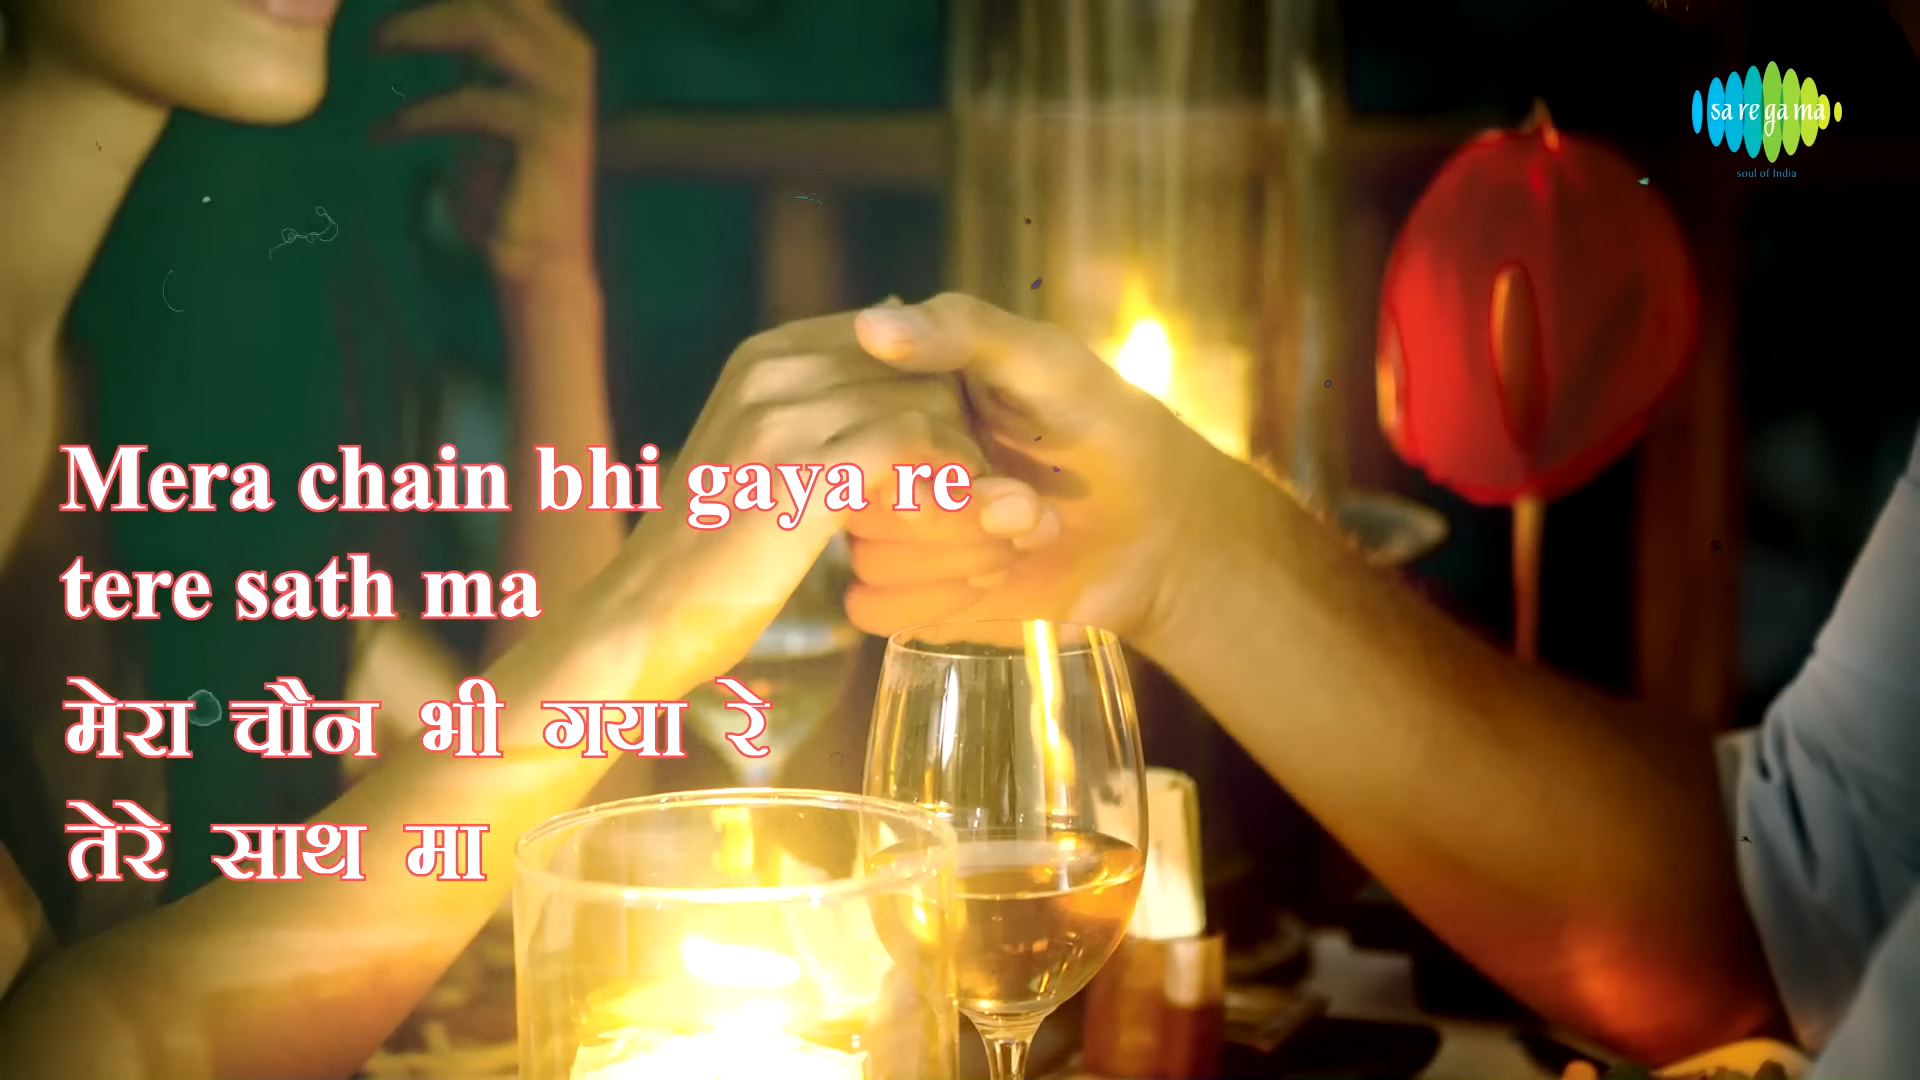 sa re ga ma
soul of India
Mera chain bhi gaya re
tere sath ma
मेरा चौन भी गया रे
तेरे साथ मा